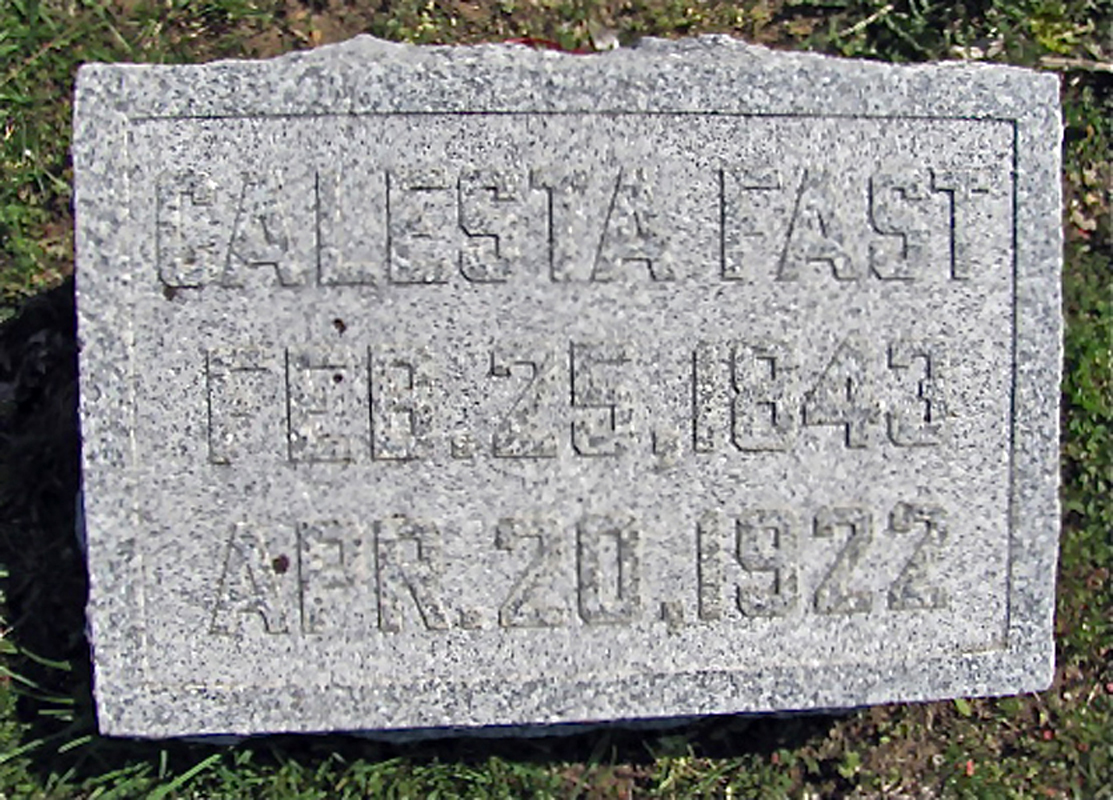 CALESTA FAST
FEB. 25, 1843
APR. 20, 1922